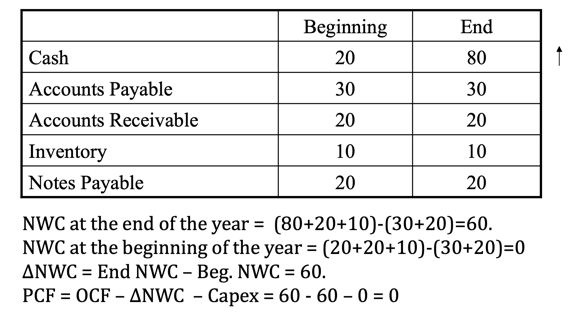 Beginning End
Cash 20 80 ↑
Accounts Payable 30 30
Accounts Receivable 20 20
Inventory 10 10
Notes Payable 20 20
NWC at the end of the year = (80+20+10)-(30+20)=60.
NWC at the beginning of the year = (20+20+10)-(30+20)=0
ΔNWC = End NWC – Beg. NWC = 60.
PCF = OCF – ΔNWC – Capex = 60 - 60 – 0 = 0